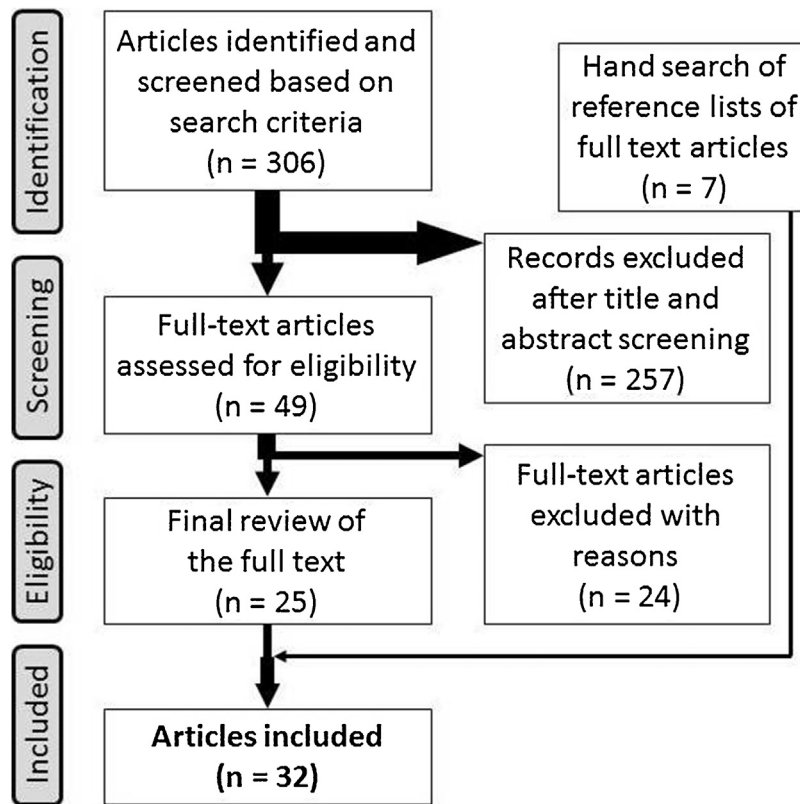 Identification
Articles identified and
screened based on
search criteria
(n = 306)
Hand search of
reference lists of
full text articles
(n = 7)
Records excluded
after title and
abstract screening
(n = 257)
Screening
Full-text articles
assessed for eligibility
(n = 49)
Full-text articles
excluded with
reasons
(n = 24)
Eligibility
Final review of
the full text
(n = 25)
Included
Articles included
(n = 32)